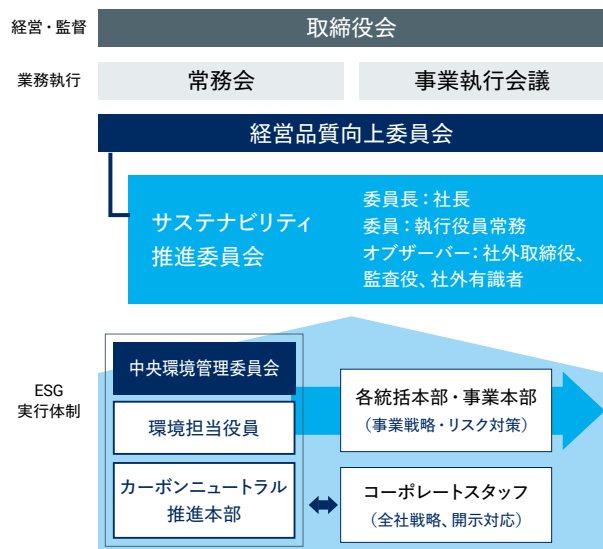 経営・監督
取締役会
業務執行
常務会
事業執行会議
経営品質向上委員会
サステナビリティ
推進委員会
委員長：社長
委員：執行役員常務
オブザーバー：社外取締役、
監査役、社外有識者
ESG
実行体制
中央環境管理委員会
環境担当役員
カーボンニュートラル
推進本部
各統括本部・事業本部
（事業戦略・リスク対策）
コーポレートスタッフ
（全社戦略、開示対応）